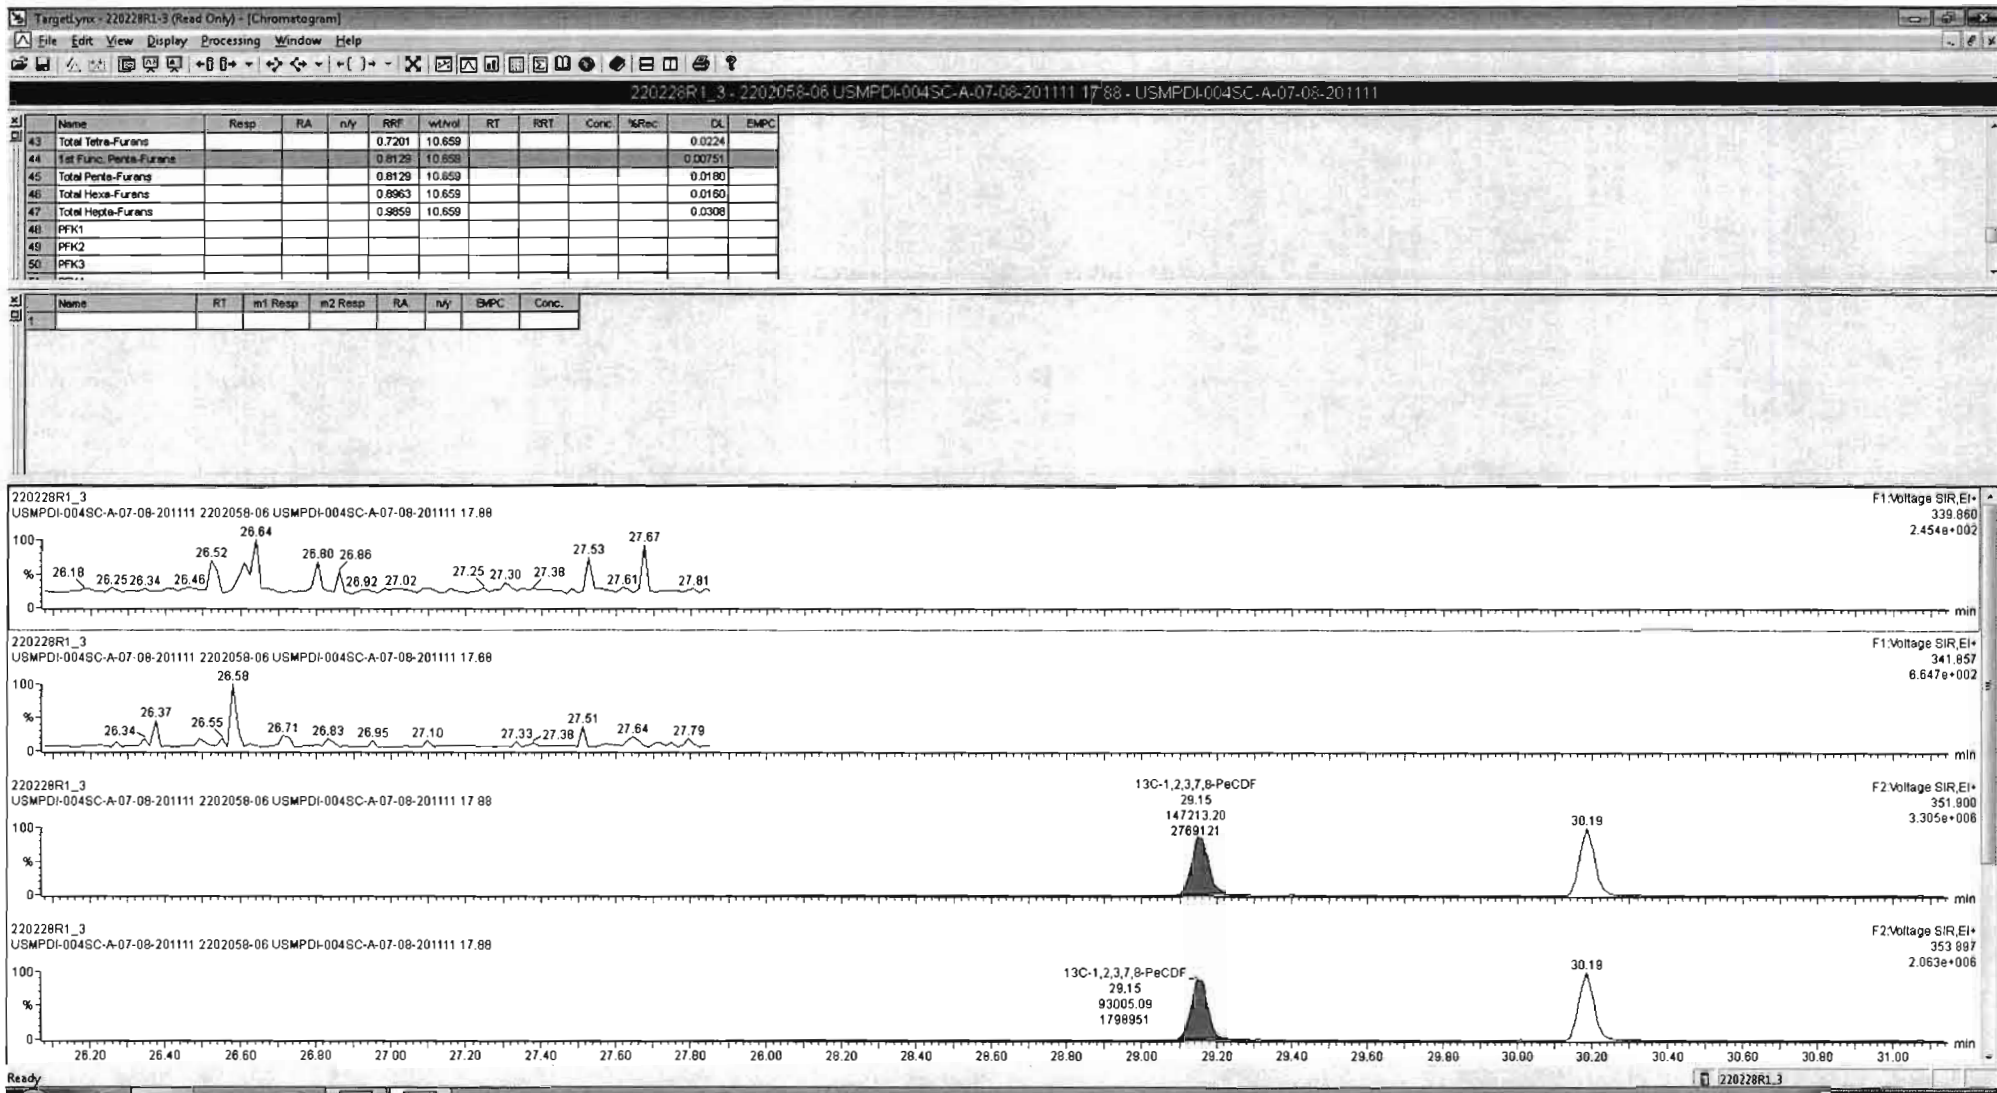 TargetLynx - 220228R1-3 (Read Only) - [Chromatogram]
File Edit View Display Processing Window Help
220228R1_3 - 2202058-06 USMPDI-004SC-A-07-08-201111 17.88 - USMPDI-004SC-A-07-08-201111
Name Resp RA n/y RRF wt/vol RT RRT Conc. %Rec DL EMPC
43 Total Tetra-Furans 0.7201 10.659 0.0224
44 1st Func. Penta-Furans 0.8129 10.659 0.00751
45 Total Penta-Furans 0.8129 10.659 0.0180
46 Total Hexa-Furans 0.8963 10.659 0.0160
47 Total Hepta-Furans 0.9859 10.659 0.0308
48 PFK1
49 PFK2
50 PFK3
Name RT m1 Resp m2 Resp RA n/y EMPC Conc.
1
220228R1_3
USMPDI-004SC-A-07-08-201111 2202058-06 USMPDI-004SC-A-07-08-201111 17.88
F1:Voltage SIR,EI+
339.860
2.454e+002
100
%
0
26.18 26.25 26.34 26.46 26.52 26.64 26.80 26.86 26.92 27.02 27.25 27.30 27.38 27.53 27.61 27.67 27.81
min
220228R1_3
USMPDI-004SC-A-07-08-201111 2202058-06 USMPDI-004SC-A-07-08-201111 17.88
F1:Voltage SIR,EI+
341.857
6.647e+002
100
%
0
26.34 26.37 26.55 26.58 26.71 26.83 26.95 27.10 27.33 27.38 27.51 27.64 27.79
min
220228R1_3
USMPDI-004SC-A-07-08-201111 2202058-06 USMPDI-004SC-A-07-08-201111 17.88
F2:Voltage SIR,EI+
351.900
3.305e+006
13C-1,2,3,7,8-PeCDF
29.15
147213.20
2769121
30.19
100
%
0
min
220228R1_3
USMPDI-004SC-A-07-08-201111 2202058-06 USMPDI-004SC-A-07-08-201111 17.88
F2:Voltage SIR,EI+
353.897
2.063e+006
13C-1,2,3,7,8-PeCDF
29.15
93005.09
1798951
30.19
100
%
0
min
26.20 26.40 26.60 26.80 27.00 27.20 27.40 27.60 27.80 28.00 28.20 28.40 28.60 28.80 29.00 29.20 29.40 29.60 29.80 30.00 30.20 30.40 30.60 30.80 31.00
Ready
220228R1_3